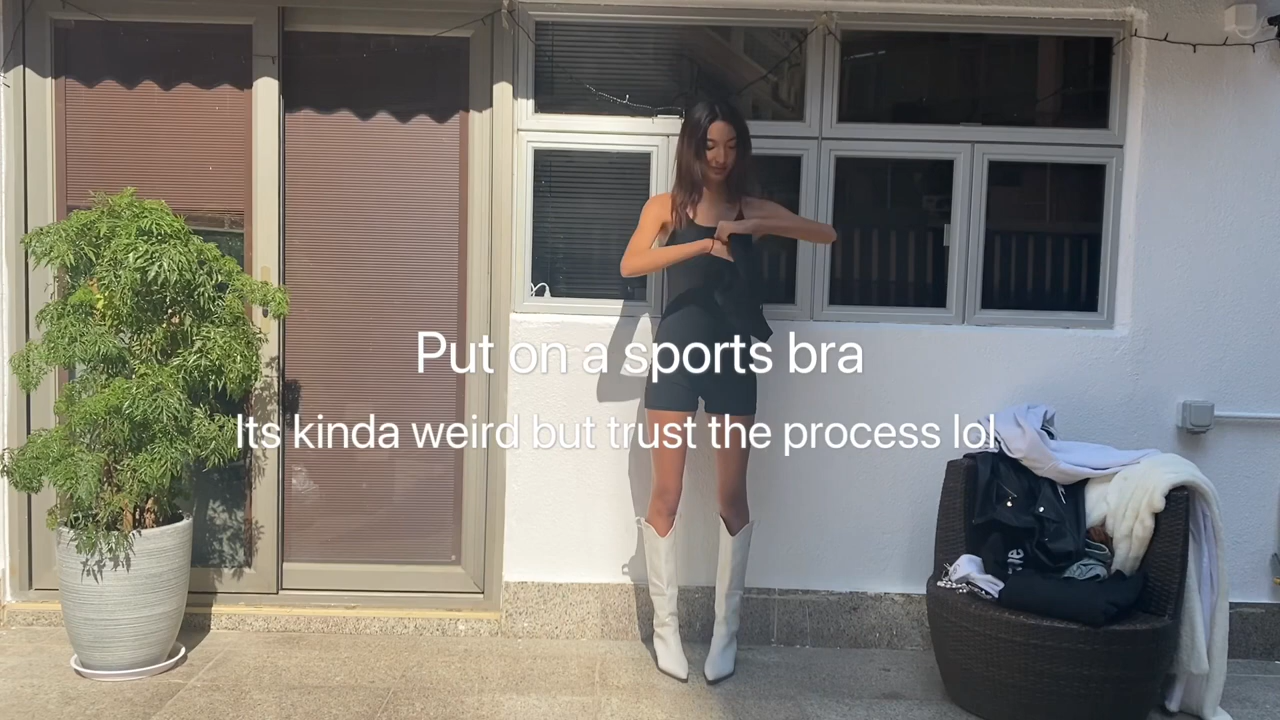 Put on a sports bra
Its kinda weird but trust the process lol